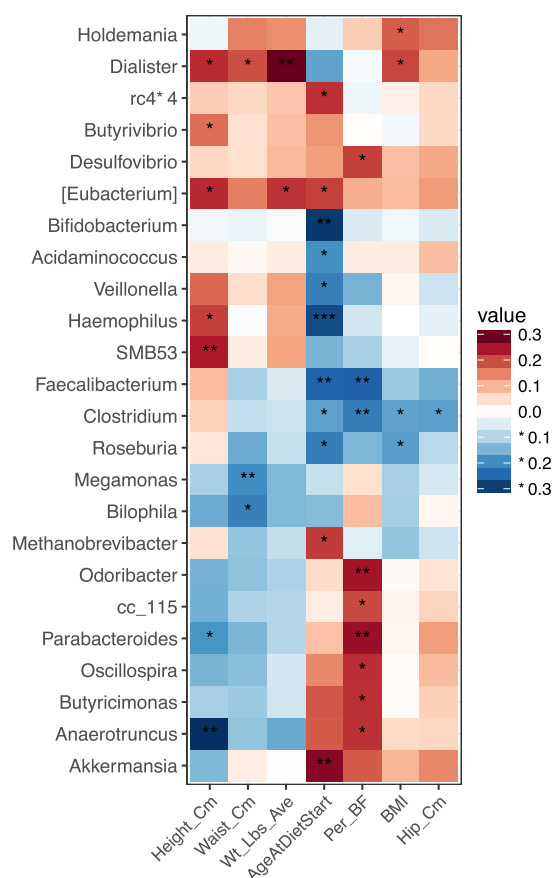 Holdemania
*
Dialister
* * ** *
rc4* 4
*
Butyrivibrio
*
Desulfovibrio
*
[Eubacterium]
* * *
Bifidobacterium
**
Acidaminococcus
*
Veillonella
*
Haemophilus
* ***
SMB53
**
Faecalibacterium
** **
Clostridium
* ** * *
Roseburia
* *
Megamonas
**
Bilophila
*
Methanobrevibacter
*
Odoribacter
**
cc_115
*
Parabacteroides
* **
Oscillospira
*
Butyricimonas
*
Anaerotruncus
** *
Akkermansia
**
Height_Cm
Waist_Cm
Wt_Lbs_Ave
AgeAtDietStart
Per_BF
BMI
Hip_Cm
value
0.3
0.2
0.1
0.0
* 0.1
* 0.2
* 0.3